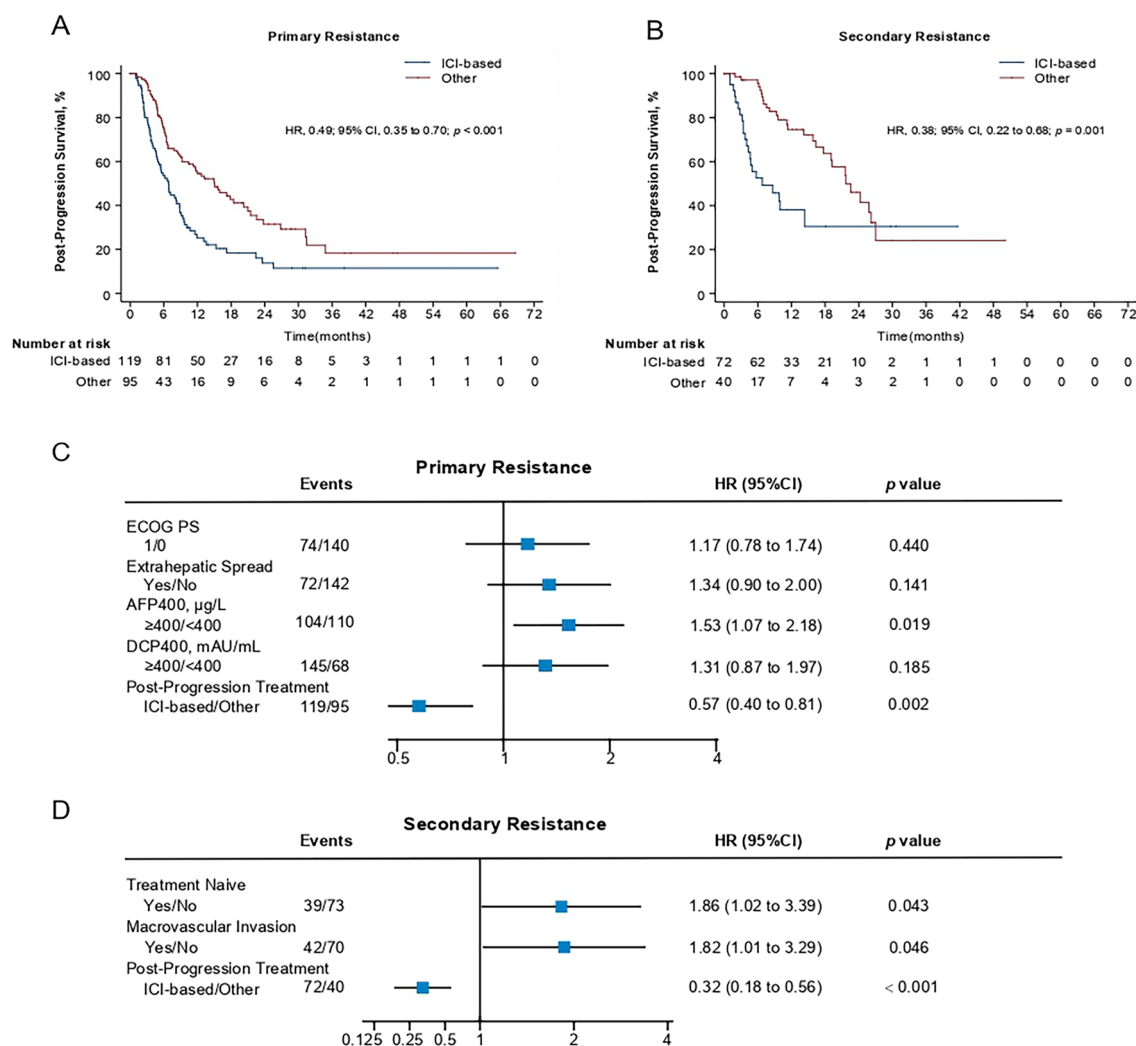 A
Primary Resistance
ICI-based
Other
HR, 0.49; 95% CI, 0.35 to 0.70; p < 0.001
Post-Progression Survival, %
100
80
60
40
20
0
0 6 12 18 24 30 36 42 48 54 60 66 72
Time(months)
Number at risk
ICI-based 119 81 50 27 16 8 5 3 1 1 1 1 0
Other 95 43 16 9 6 4 2 1 1 1 1 0 0
B
Secondary Resistance
ICI-based
Other
HR, 0.38; 95% CI, 0.22 to 0.68; p = 0.001
Post-Progression Survival, %
100
80
60
40
20
0
0 6 12 18 24 30 36 42 48 54 60 66 72
Time(months)
Number at risk
ICI-based 72 62 33 21 10 2 1 1 1 0 0 0 0
Other 40 17 7 4 3 2 1 0 0 0 0 0 0
C
Primary Resistance
Events HR (95%CI) p value
ECOG PS
1/0 74/140 1.17 (0.78 to 1.74) 0.440
Extrahepatic Spread
Yes/No 72/142 1.34 (0.90 to 2.00) 0.141
AFP400, µg/L
≥400/<400 104/110 1.53 (1.07 to 2.18) 0.019
DCP400, mAU/mL
≥400/<400 145/68 1.31 (0.87 to 1.97) 0.185
Post-Progression Treatment
ICI-based/Other 119/95 0.57 (0.40 to 0.81) 0.002
0.5 1 2 4
D
Secondary Resistance
Events HR (95%CI) p value
Treatment Naive
Yes/No 39/73 1.86 (1.02 to 3.39) 0.043
Macrovascular Invasion
Yes/No 42/70 1.82 (1.01 to 3.29) 0.046
Post-Progression Treatment
ICI-based/Other 72/40 0.32 (0.18 to 0.56) < 0.001
0.125 0.25 0.5 1 2 4